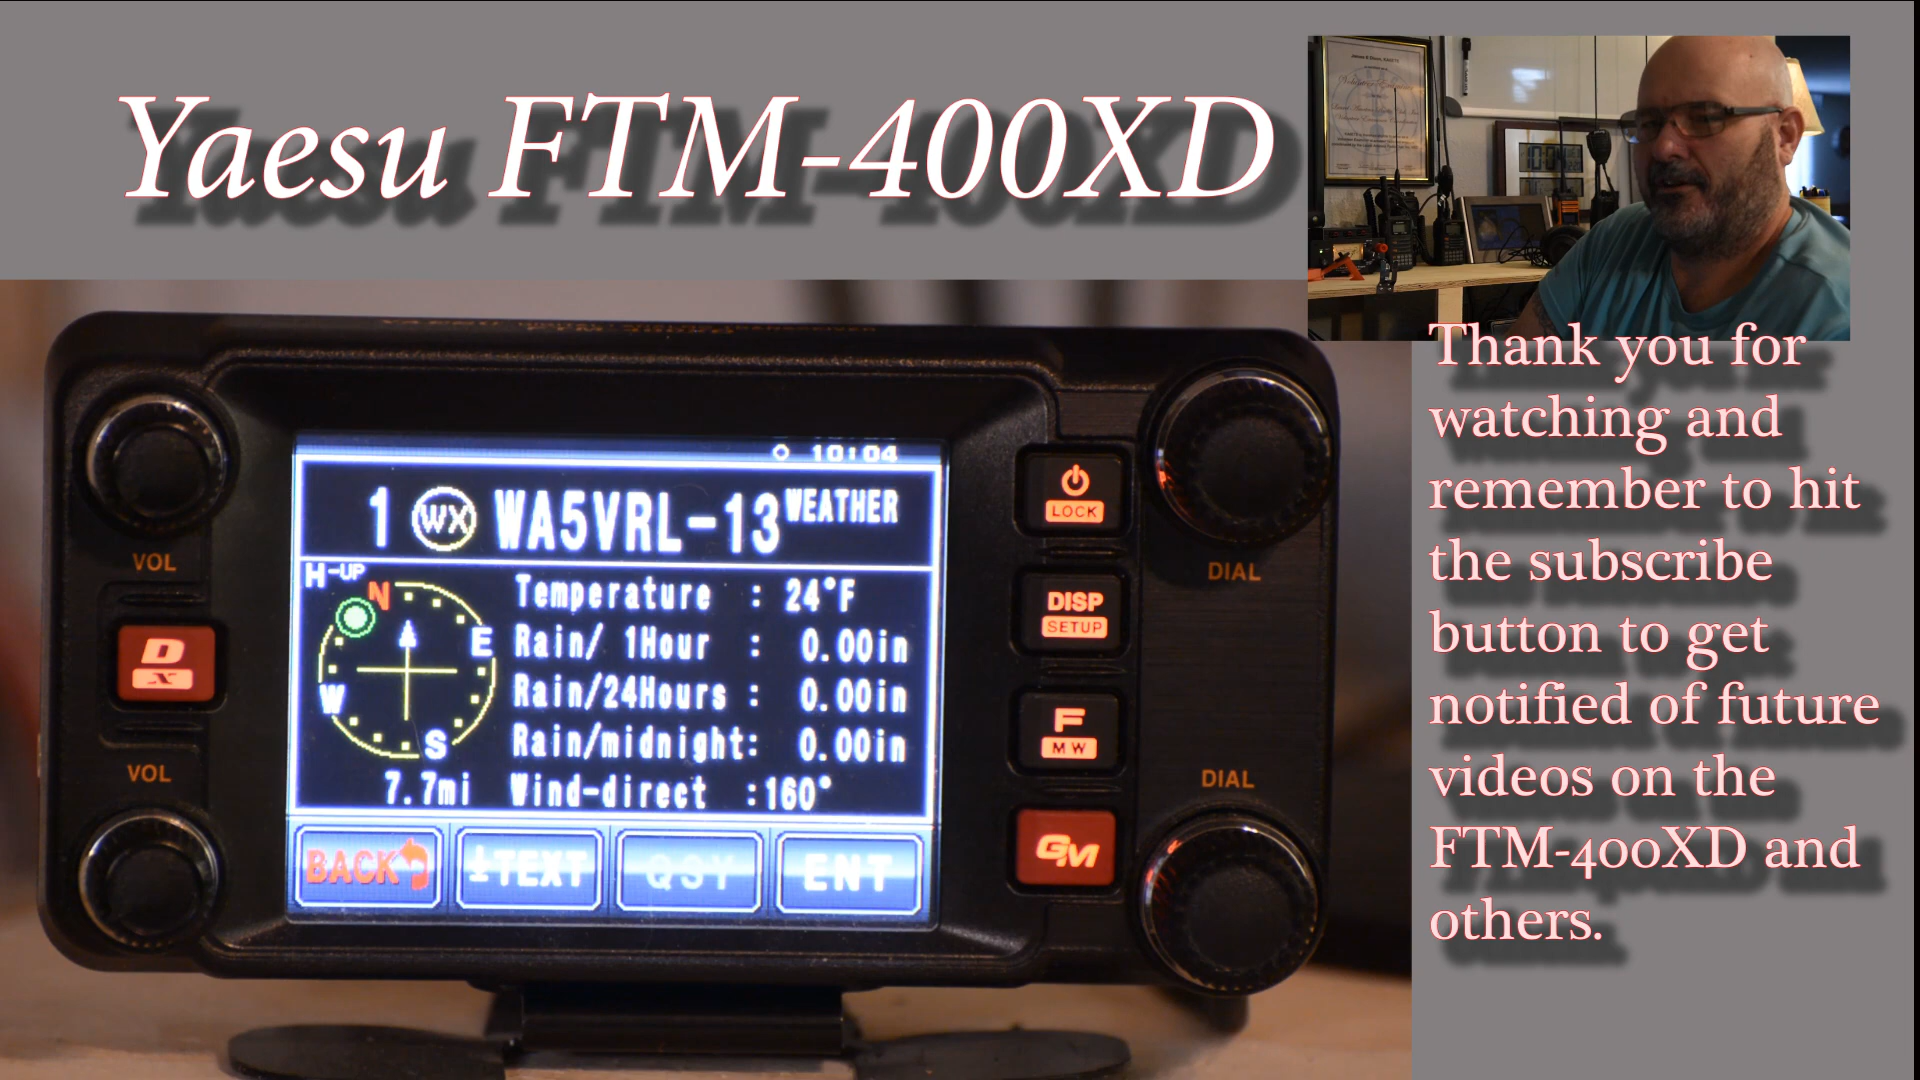 Yaesu FTM-400XD
Thank you for
watching and
remember to hit
the subscribe
button to get
notified of future
videos on the
FTM-400XD and
others.
10:04
1 WX WA5VRL-13 WEATHER
H-UP
N
E
W
S
7.7mi
Temperature : 24°F
Rain/ 1Hour : 0.00in
Rain/24Hours : 0.00in
Rain/midnight: 0.00in
Wind-direct :160°
BACK TEXT QSY ENT
VOL
D
X
VOL
LOCK
DISP
SETUP
F
MW
GM
DIAL
DIAL